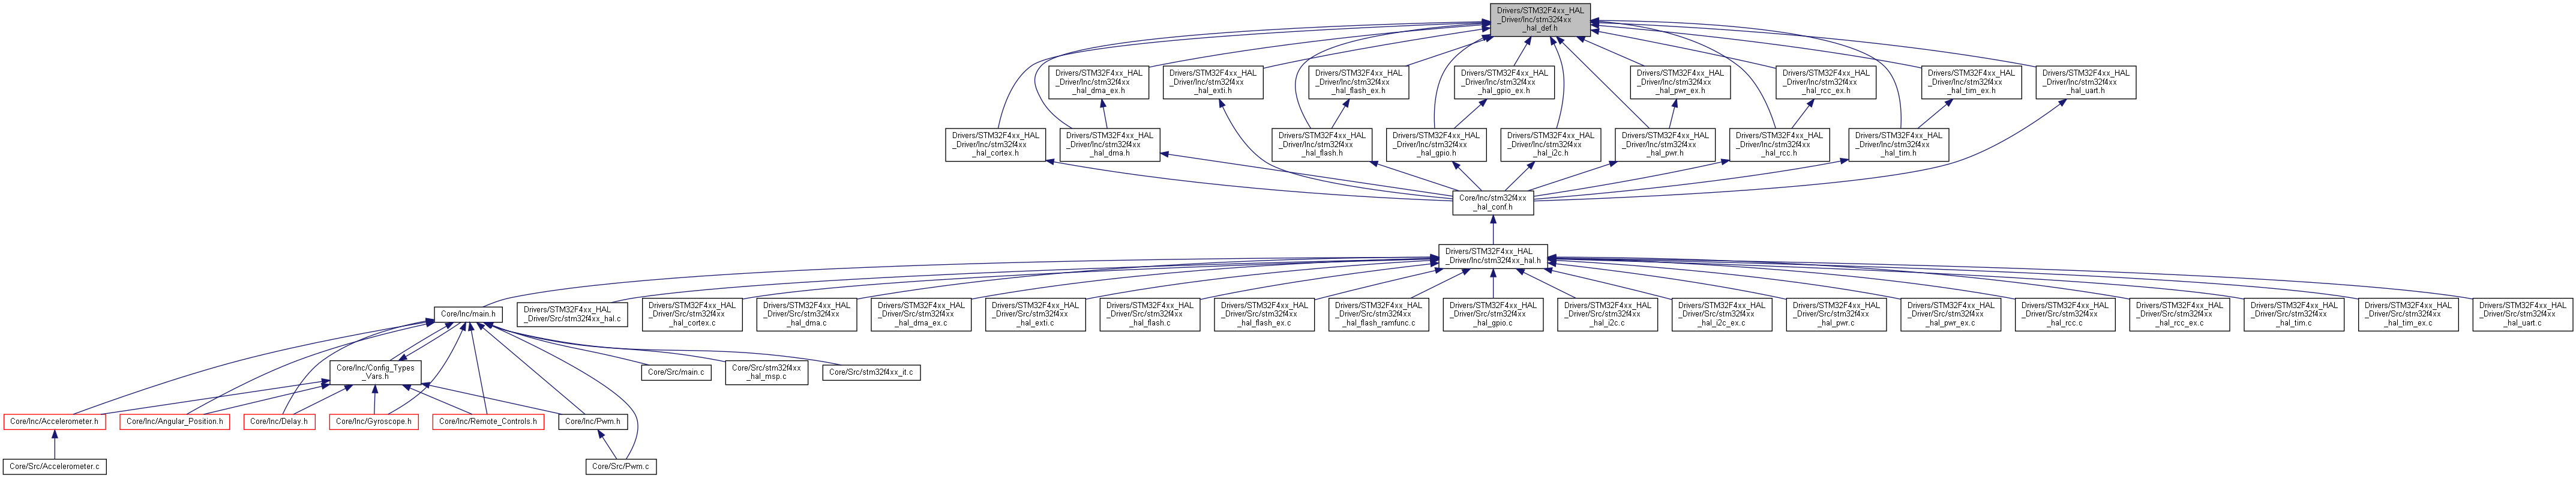 Drivers/STM32F4xx_HAL
_Driver/Inc/stm32f4xx
_hal_def.h
Drivers/STM32F4xx_HAL
_Driver/Inc/stm32f4xx
_hal_dma_ex.h
Drivers/STM32F4xx_HAL
_Driver/Inc/stm32f4xx
_hal_exti.h
Drivers/STM32F4xx_HAL
_Driver/Inc/stm32f4xx
_hal_flash_ex.h
Drivers/STM32F4xx_HAL
_Driver/Inc/stm32f4xx
_hal_gpio_ex.h
Drivers/STM32F4xx_HAL
_Driver/Inc/stm32f4xx
_hal_pwr_ex.h
Drivers/STM32F4xx_HAL
_Driver/Inc/stm32f4xx
_hal_rcc_ex.h
Drivers/STM32F4xx_HAL
_Driver/Inc/stm32f4xx
_hal_tim_ex.h
Drivers/STM32F4xx_HAL
_Driver/Inc/stm32f4xx
_hal_uart.h
Drivers/STM32F4xx_HAL
_Driver/Inc/stm32f4xx
_hal_cortex.h
Drivers/STM32F4xx_HAL
_Driver/Inc/stm32f4xx
_hal_dma.h
Drivers/STM32F4xx_HAL
_Driver/Inc/stm32f4xx
_hal_flash.h
Drivers/STM32F4xx_HAL
_Driver/Inc/stm32f4xx
_hal_gpio.h
Drivers/STM32F4xx_HAL
_Driver/Inc/stm32f4xx
_hal_i2c.h
Drivers/STM32F4xx_HAL
_Driver/Inc/stm32f4xx
_hal_pwr.h
Drivers/STM32F4xx_HAL
_Driver/Inc/stm32f4xx
_hal_rcc.h
Drivers/STM32F4xx_HAL
_Driver/Inc/stm32f4xx
_hal_tim.h
Core/Inc/stm32f4xx
_hal_conf.h
Drivers/STM32F4xx_HAL
_Driver/Inc/stm32f4xx_hal.h
Core/Inc/main.h
Drivers/STM32F4xx_HAL
_Driver/Src/stm32f4xx_hal.c
Drivers/STM32F4xx_HAL
_Driver/Src/stm32f4xx
_hal_cortex.c
Drivers/STM32F4xx_HAL
_Driver/Src/stm32f4xx
_hal_dma.c
Drivers/STM32F4xx_HAL
_Driver/Src/stm32f4xx
_hal_dma_ex.c
Drivers/STM32F4xx_HAL
_Driver/Src/stm32f4xx
_hal_exti.c
Drivers/STM32F4xx_HAL
_Driver/Src/stm32f4xx
_hal_flash.c
Drivers/STM32F4xx_HAL
_Driver/Src/stm32f4xx
_hal_flash_ex.c
Drivers/STM32F4xx_HAL
_Driver/Src/stm32f4xx
_hal_flash_ramfunc.c
Drivers/STM32F4xx_HAL
_Driver/Src/stm32f4xx
_hal_gpio.c
Drivers/STM32F4xx_HAL
_Driver/Src/stm32f4xx
_hal_i2c.c
Drivers/STM32F4xx_HAL
_Driver/Src/stm32f4xx
_hal_i2c_ex.c
Drivers/STM32F4xx_HAL
_Driver/Src/stm32f4xx
_hal_pwr.c
Drivers/STM32F4xx_HAL
_Driver/Src/stm32f4xx
_hal_pwr_ex.c
Drivers/STM32F4xx_HAL
_Driver/Src/stm32f4xx
_hal_rcc.c
Drivers/STM32F4xx_HAL
_Driver/Src/stm32f4xx
_hal_rcc_ex.c
Drivers/STM32F4xx_HAL
_Driver/Src/stm32f4xx
_hal_tim.c
Drivers/STM32F4xx_HAL
_Driver/Src/stm32f4xx
_hal_tim_ex.c
Drivers/STM32F4xx_HAL
_Driver/Src/stm32f4xx
_hal_uart.c
Core/Inc/Config_Types
_Vars.h
Core/Src/main.c
Core/Src/stm32f4xx
_hal_msp.c
Core/Src/stm32f4xx_it.c
Core/Inc/Accelerometer.h
Core/Inc/Angular_Position.h
Core/Inc/Delay.h
Core/Inc/Gyroscope.h
Core/Inc/Remote_Controls.h
Core/Inc/Pwm.h
Core/Src/Accelerometer.c
Core/Src/Pwm.c